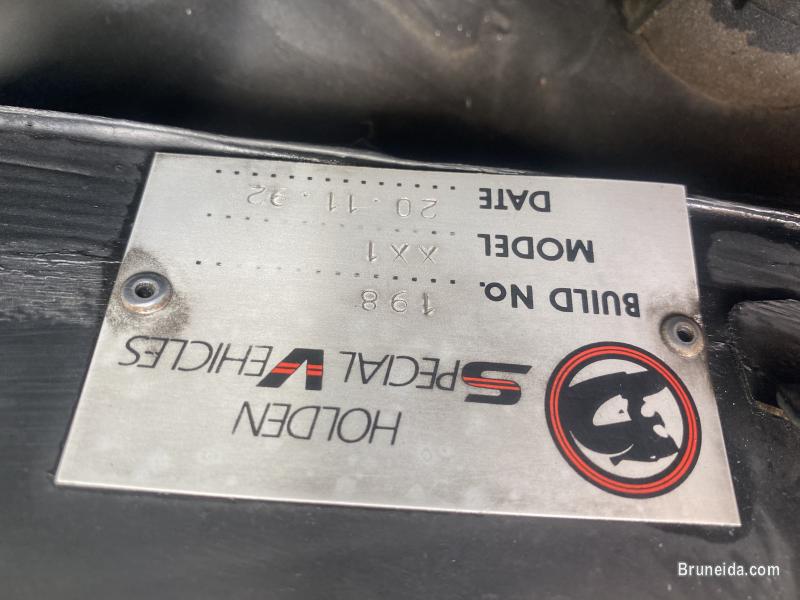 HOLDEN
SPECIAL VEHICLES
BUILD No. 198
MODEL XX1
DATE 20.11.92
Bruneida.com